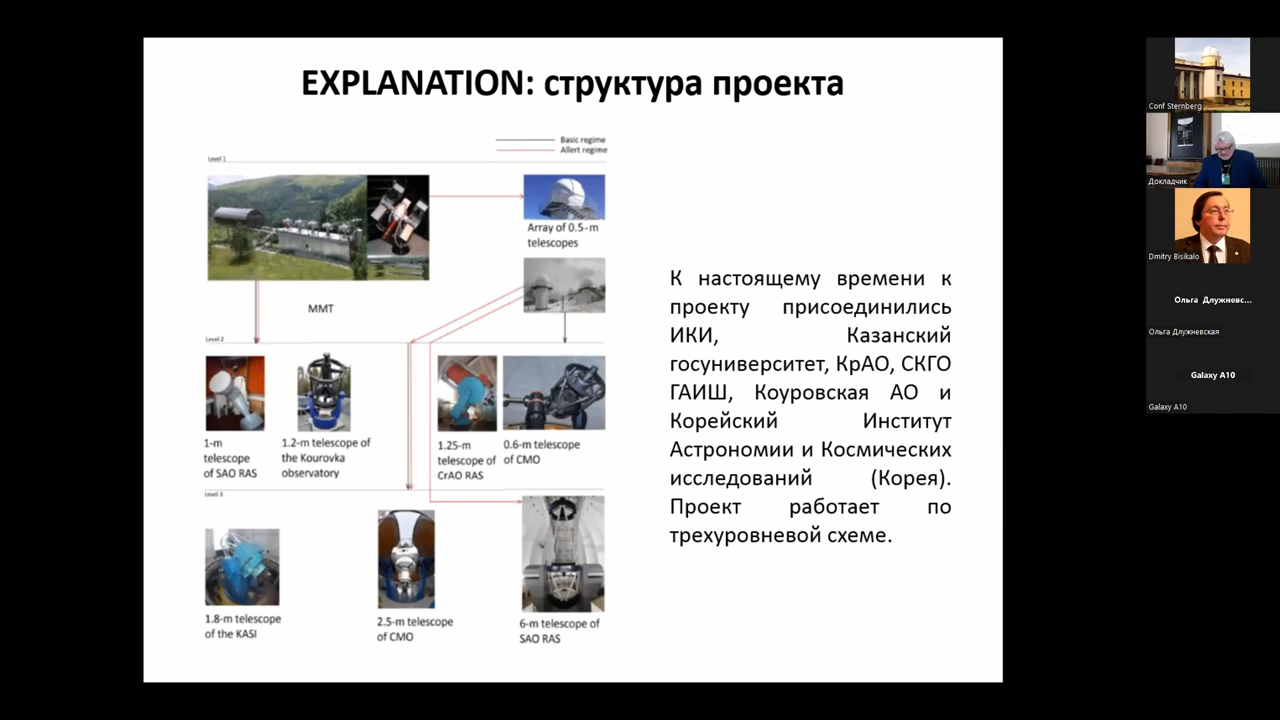 EXPLANATION: структура проекта
Basic regime
Allert regime
Level 1
Array of 0.5-m
telescopes
MMT
Level 2
1-m
telescope
of SAO RAS
1.2-m telescope of
the Kourovka
observatory
1.25-m
telescope of
CrAO RAS
0.6-m telescope
of CMO
Level 3
1.8-m telescope
of the KASI
2.5-m telescope
of CMO
6-m telescope of
SAO RAS
К настоящему времени к
проекту присоединились
ИКИ, Казанский
госуниверситет, КрАО, СКГО
ГАИШ, Коуровская АО и
Корейский Институт
Астрономии и Космических
исследований (Корея).
Проект работает по
трехуровневой схеме.
Conf Sternberg
Докладчик
Dmitry Bisikalo
Ольга Длужневс...
Ольга Длужневская
Galaxy A10
Galaxy A10